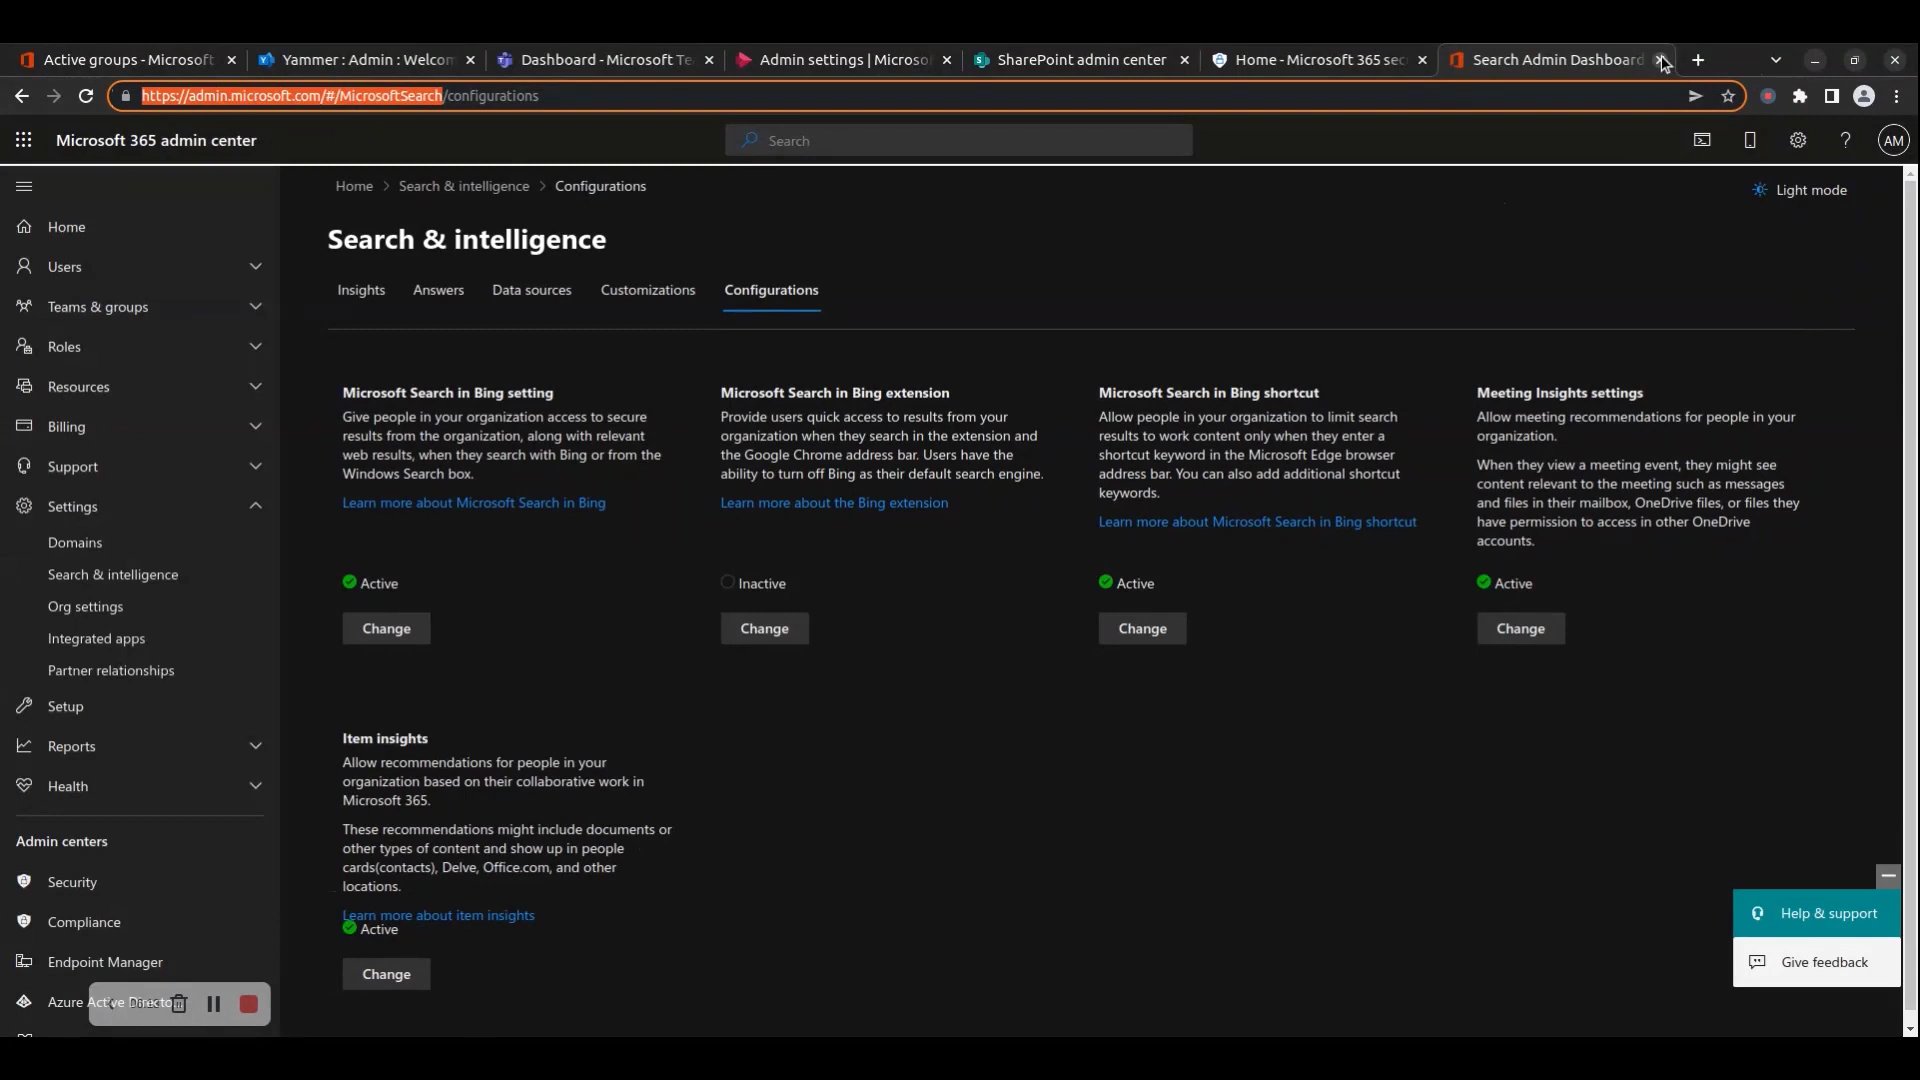 Active groups - Microsoft
Yammer : Admin : Welcom
Dashboard - Microsoft Te
Admin settings | Microso
SharePoint admin center
Home - Microsoft 365 sec
Search Admin Dashboard
https://admin.microsoft.com/#/MicrosoftSearch/configurations
Microsoft 365 admin center
Search
AM
Home
Users
Teams & groups
Roles
Resources
Billing
Support
Settings
Domains
Search & intelligence
Org settings
Integrated apps
Partner relationships
Setup
Reports
Health
Admin centers
Security
Compliance
Endpoint Manager
Azure Active Directo
Home > Search & intelligence > Configurations
Light mode
Search & intelligence
Insights
Answers
Data sources
Customizations
Configurations
Microsoft Search in Bing setting
Give people in your organization access to secure
results from the organization, along with relevant
web results, when they search with Bing or from the
Windows Search box.
Learn more about Microsoft Search in Bing
Active
Change
Microsoft Search in Bing extension
Provide users quick access to results from your
organization when they search in the extension and
the Google Chrome address bar. Users have the
ability to turn off Bing as their default search engine.
Learn more about the Bing extension
Inactive
Change
Microsoft Search in Bing shortcut
Allow people in your organization to limit search
results to work content only when they enter a
shortcut keyword in the Microsoft Edge browser
address bar. You can also add additional shortcut
keywords.
Learn more about Microsoft Search in Bing shortcut
Active
Change
Meeting Insights settings
Allow meeting recommendations for people in your
organization.
When they view a meeting event, they might see
content relevant to the meeting such as messages
and files in their mailbox, OneDrive files, or files they
have permission to access in other OneDrive
accounts.
Active
Change
Item insights
Allow recommendations for people in your
organization based on their collaborative work in
Microsoft 365.
These recommendations might include documents or
other types of content and show up in people
cards(contacts), Delve, Office.com, and other
locations.
Learn more about item insights
Active
Change
Help & support
Give feedback